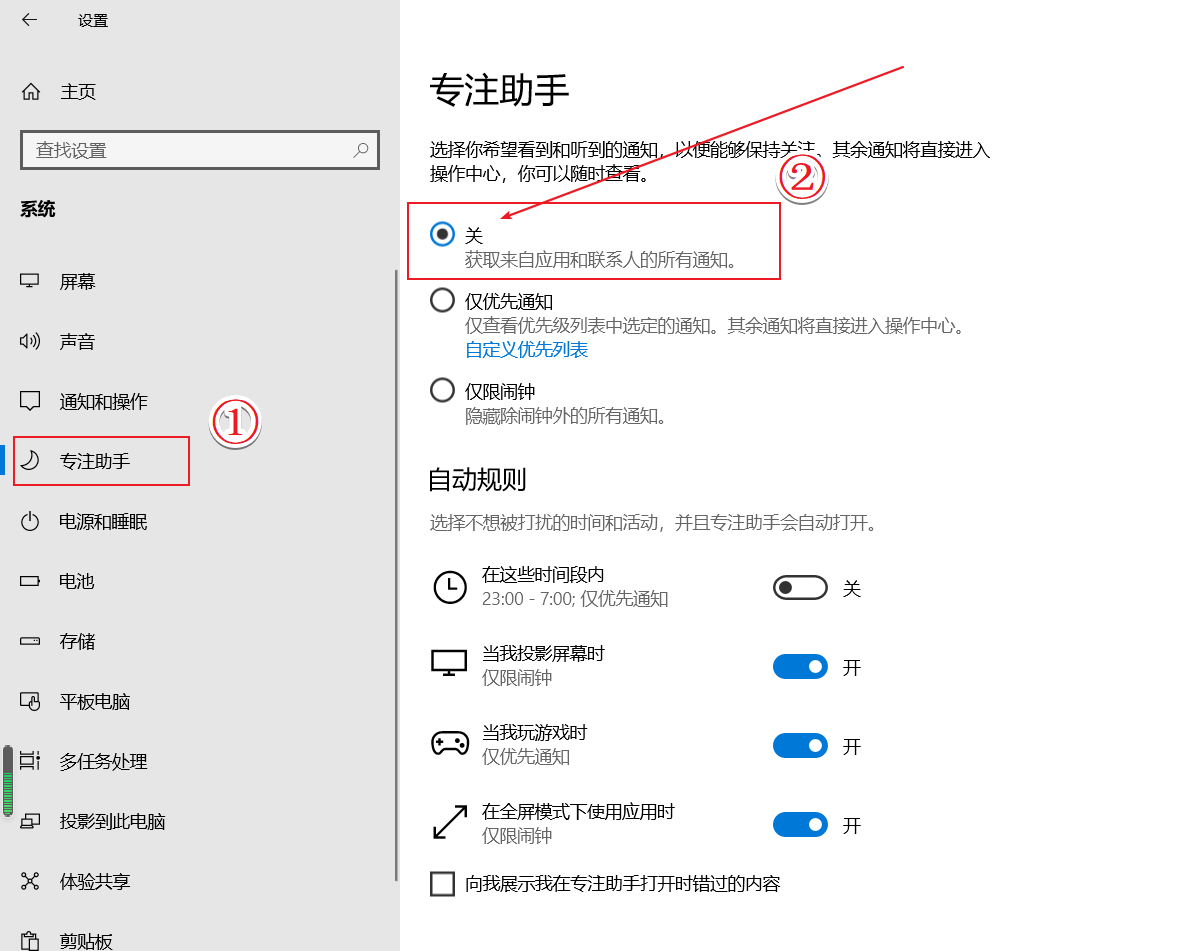 设置
主页
查找设置
系统
屏幕
声音
通知和操作
①
专注助手
电源和睡眠
电池
存储
平板电脑
多任务处理
投影到此电脑
体验共享
剪贴板
专注助手
选择你希望看到和听到的通知，以便能够保持关注。其余通知将直接进入
操作中心，你可以随时查看。
②
关
获取来自应用和联系人的所有通知。
仅优先通知
仅查看优先级列表中选定的通知。其余通知将直接进入操作中心。
自定义优先列表
仅限闹钟
隐藏除闹钟外的所有通知。
自动规则
选择不想被打扰的时间和活动，并且专注助手会自动打开。
在这些时间段内
23:00 - 7:00; 仅优先通知
关
当我投影屏幕时
仅限闹钟
开
当我玩游戏时
仅优先通知
开
在全屏模式下使用应用时
仅限闹钟
开
向我展示我在专注助手打开时错过的内容